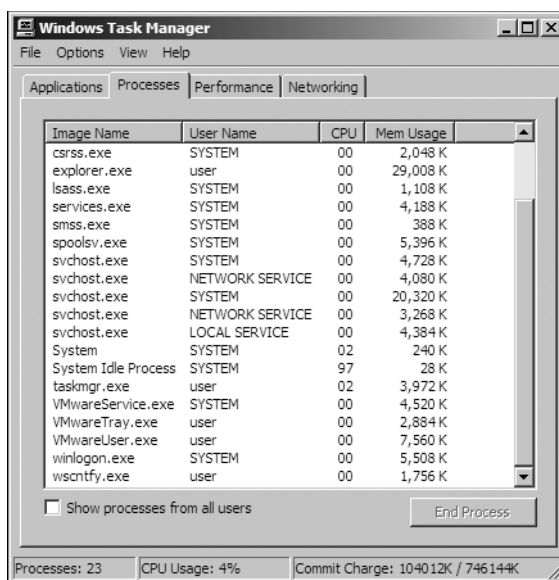 Windows Task Manager
File Options View Help
Applications Processes Performance Networking
Image Name User Name CPU Mem Usage
csrss.exe SYSTEM 00 2,048 K
explorer.exe user 00 29,008 K
lsass.exe SYSTEM 00 1,108 K
services.exe SYSTEM 00 4,188 K
smss.exe SYSTEM 00 388 K
spoolsv.exe SYSTEM 00 5,396 K
svchost.exe SYSTEM 00 4,728 K
svchost.exe NETWORK SERVICE 00 4,080 K
svchost.exe SYSTEM 00 20,320 K
svchost.exe NETWORK SERVICE 00 3,268 K
svchost.exe LOCAL SERVICE 00 4,384 K
System SYSTEM 02 240 K
System Idle Process SYSTEM 97 28 K
taskmgr.exe user 02 3,972 K
VMwareService.exe SYSTEM 00 4,520 K
VMwareTray.exe user 00 2,884 K
VMwareUser.exe user 00 7,560 K
winlogon.exe SYSTEM 00 5,508 K
wscntfy.exe user 00 1,756 K
Show processes from all users
End Process
Processes: 23 CPU Usage: 4% Commit Charge: 104012K / 746144K